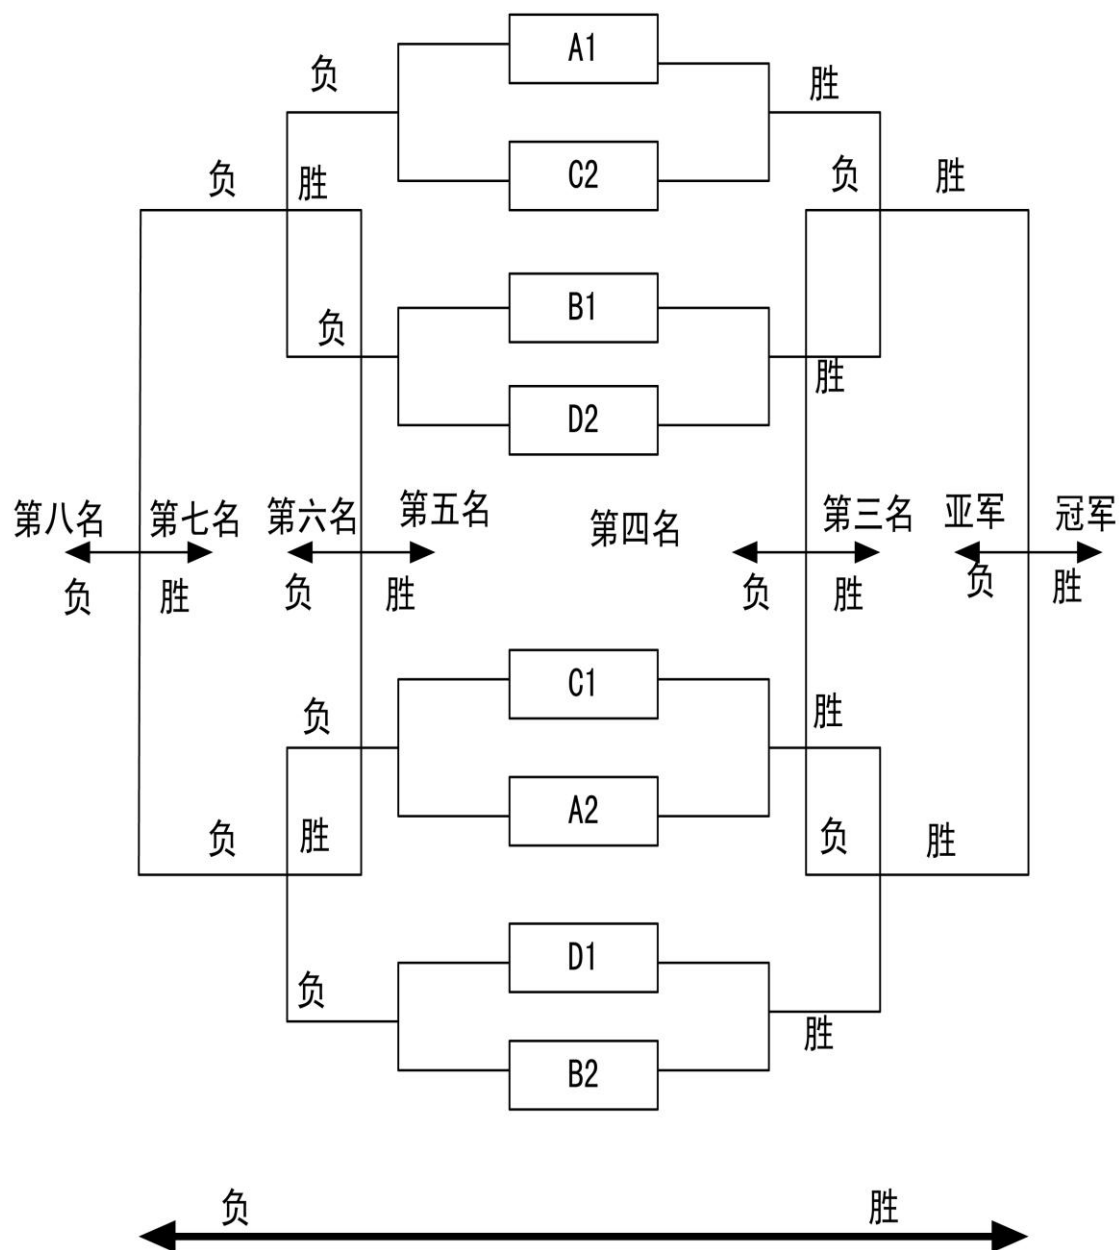 A1
负
胜
C2
负
胜
负
胜
B1
负
胜
D2
第八名
第七名
第六名
第五名
第四名
第三名
亚军
冠军
负
胜
负
胜
负
胜
负
胜
C1
负
胜
A2
负
胜
负
胜
D1
负
胜
B2
负
胜